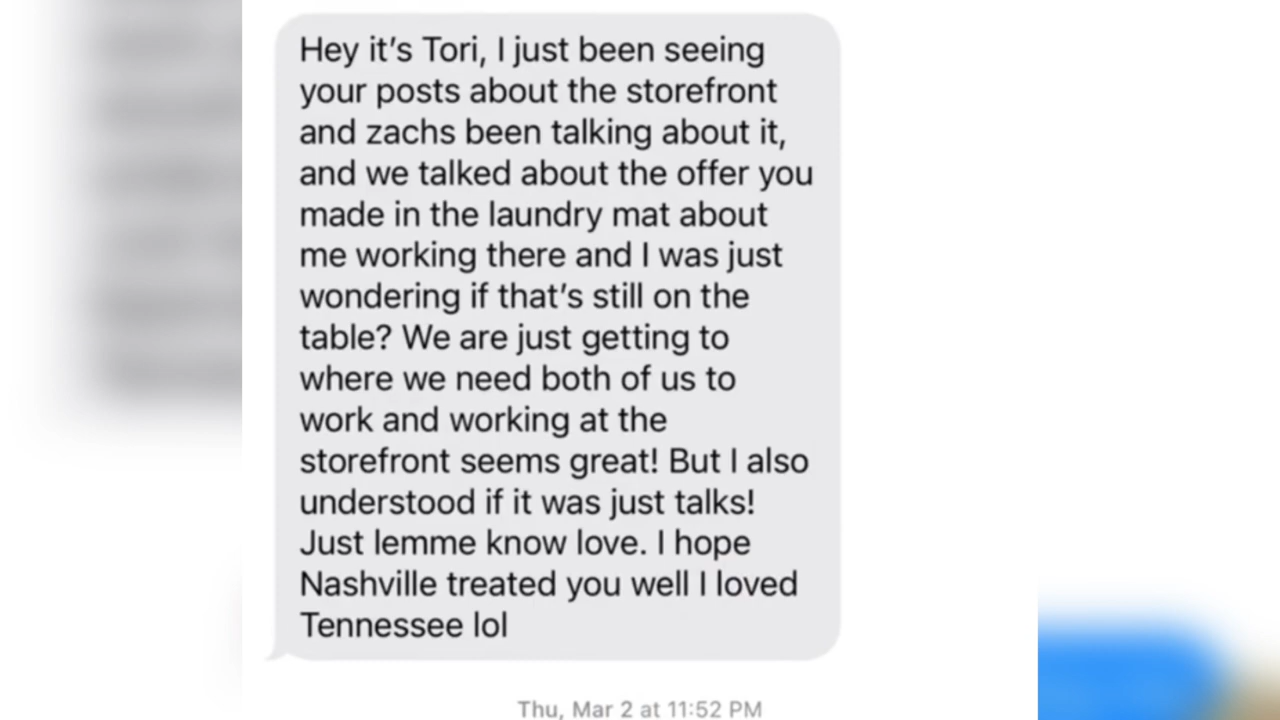 Hey it’s Tori, I just been seeing
your posts about the storefront
and zachs been talking about it,
and we talked about the offer you
made in the laundry mat about
me working there and I was just
wondering if that’s still on the
table? We are just getting to
where we need both of us to
work and working at the
storefront seems great! But I also
understood if it was just talks!
Just lemme know love. I hope
Nashville treated you well I loved
Tennessee lol
Thu, Mar 2 at 11:52 PM